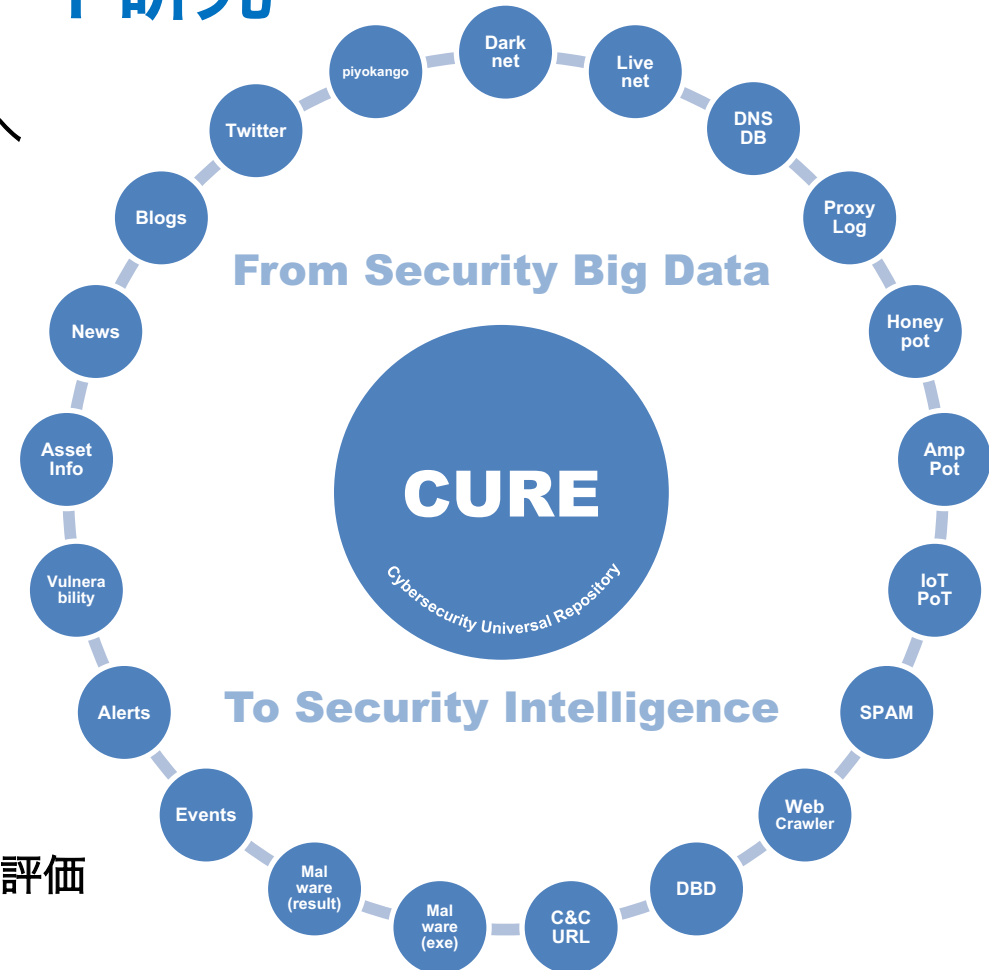 研究
Dark
net
Live
net
DNS
DB
Proxy
Log
Honey
pot
Amp
Pot
IoT
PoT
SPAM
Web
Crawler
DBD
C&C
URL
Mal
ware
(exe)
Mal
ware
(result)
Events
Alerts
Vulnera
bility
Asset
Info
News
Blogs
Twitter
piyokango
From Security Big Data
CURE
Cybersecurity Universal Repository
To Security Intelligence
評価